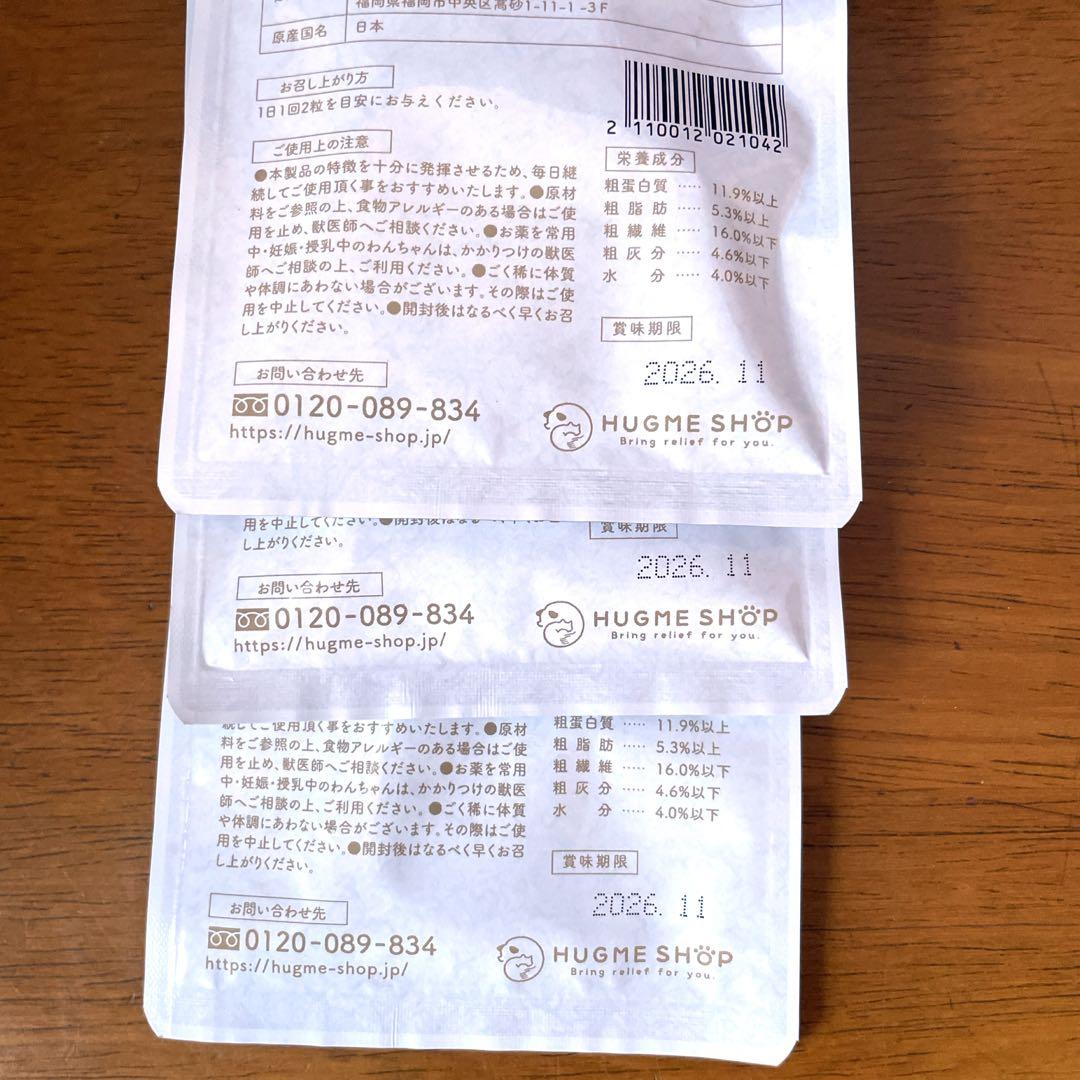 福岡県福岡市中央区高砂1-11-1-3F
原産国名 日本
お召し上がり方
1日1回2粒を目安にお与えください。
ご使用上の注意
●本製品の特徴を十分に発揮させるため、毎日継
続してご使用頂く事をおすすめいたします。●原材
料をご参照の上、食物アレルギーのある場合はご使
用を止め、獣医師へご相談ください。●お薬を常用
中・妊娠・授乳中のわんちゃんは、かかりつけの獣医
師へご相談の上、ご利用ください。●ごく稀に体質
や体調にあわない場合がございます。その際はご使
用を中止してください。●開封後はなるべく早くお召
し上がりください。
2 110012 021042
栄養成分
粗蛋白質 ····· 11.9%以上
粗脂肪 ····· 5.3%以上
粗繊維 ····· 16.0%以下
粗灰分 ····· 4.6%以下
水分 ····· 4.0%以下
賞味期限
2026. 11
お問い合わせ先
0120-089-834
https://hugme-shop.jp/
HUGME SHOP
Bring relief for you.
用を中止してください。●開封後はなるべく早くお召
し上がりください。
賞味期限
2026. 11
お問い合わせ先
0120-089-834
https://hugme-shop.jp/
HUGME SHOP
Bring relief for you.
続してご使用頂く事をおすすめいたします。●原材
料をご参照の上、食物アレルギーのある場合はご使
用を止め、獣医師へご相談ください。●お薬を常用
中・妊娠・授乳中のわんちゃんは、かかりつけの獣医
師へご相談の上、ご利用ください。●ごく稀に体質
や体調にあわない場合がございます。その際はご使
用を中止してください。●開封後はなるべく早くお召
し上がりください。
粗蛋白質 ····· 11.9%以上
粗脂肪 ····· 5.3%以上
粗繊維 ····· 16.0%以下
粗灰分 ····· 4.6%以下
水分 ····· 4.0%以下
賞味期限
2026. 11
お問い合わせ先
0120-089-834
https://hugme-shop.jp/
HUGME SHOP
Bring relief for you.